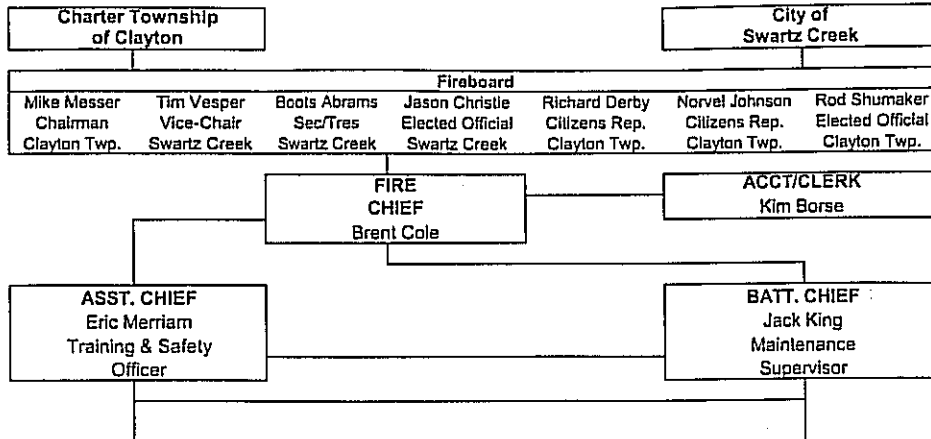 Charter Township
of Clayton
City of
Swartz Creek
Fireboard
Mike Messer
Chairman
Clayton Twp.
Tim Vesper
Vice-Chair
Swartz Creek
Boots Abrams
Sec/Tres
Swartz Creek
Jason Christie
Elected Official
Swartz Creek
Richard Derby
Citizens Rep.
Clayton Twp.
Norvel Johnson
Citizens Rep.
Clayton Twp.
Rod Shumaker
Elected Official
Clayton Twp.
FIRE
CHIEF
Brent Cole
ACCT/CLERK
Kim Borse
ASST. CHIEF
Eric Merriam
Training & Safety
Officer
BATT. CHIEF
Jack King
Maintenance
Supervisor